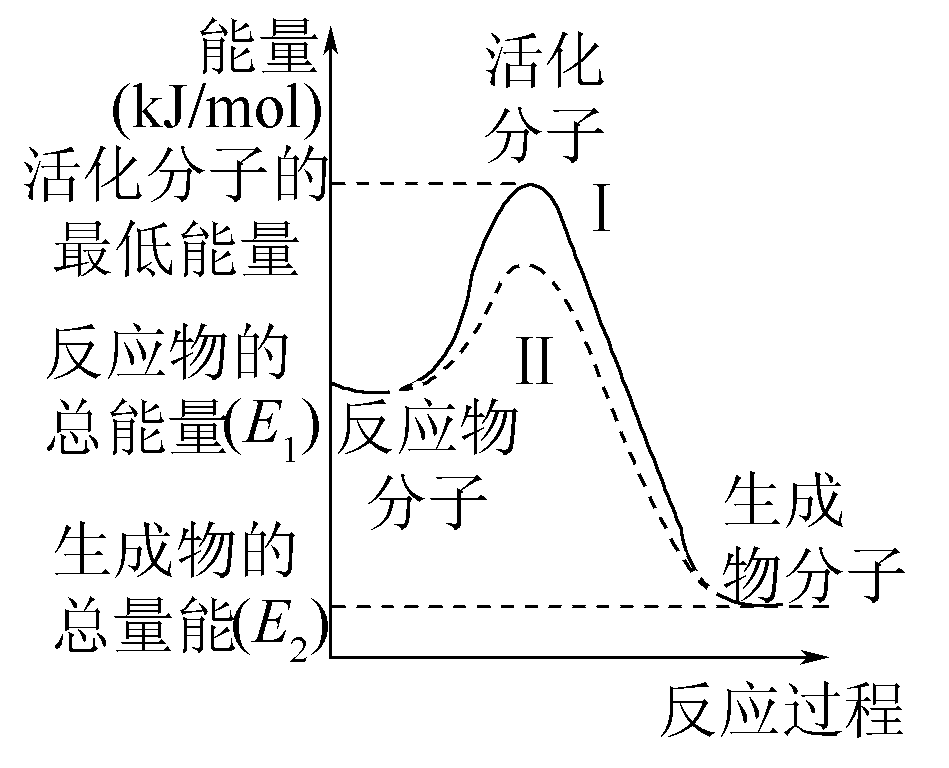 能量
(kJ/mol)
活化分子的
最低能量
活化
分子
Ⅰ
Ⅱ
反应物的
总能量(E₁)
反应物
分子
生成物的
总量能(E₂)
生成
物分子
反应过程